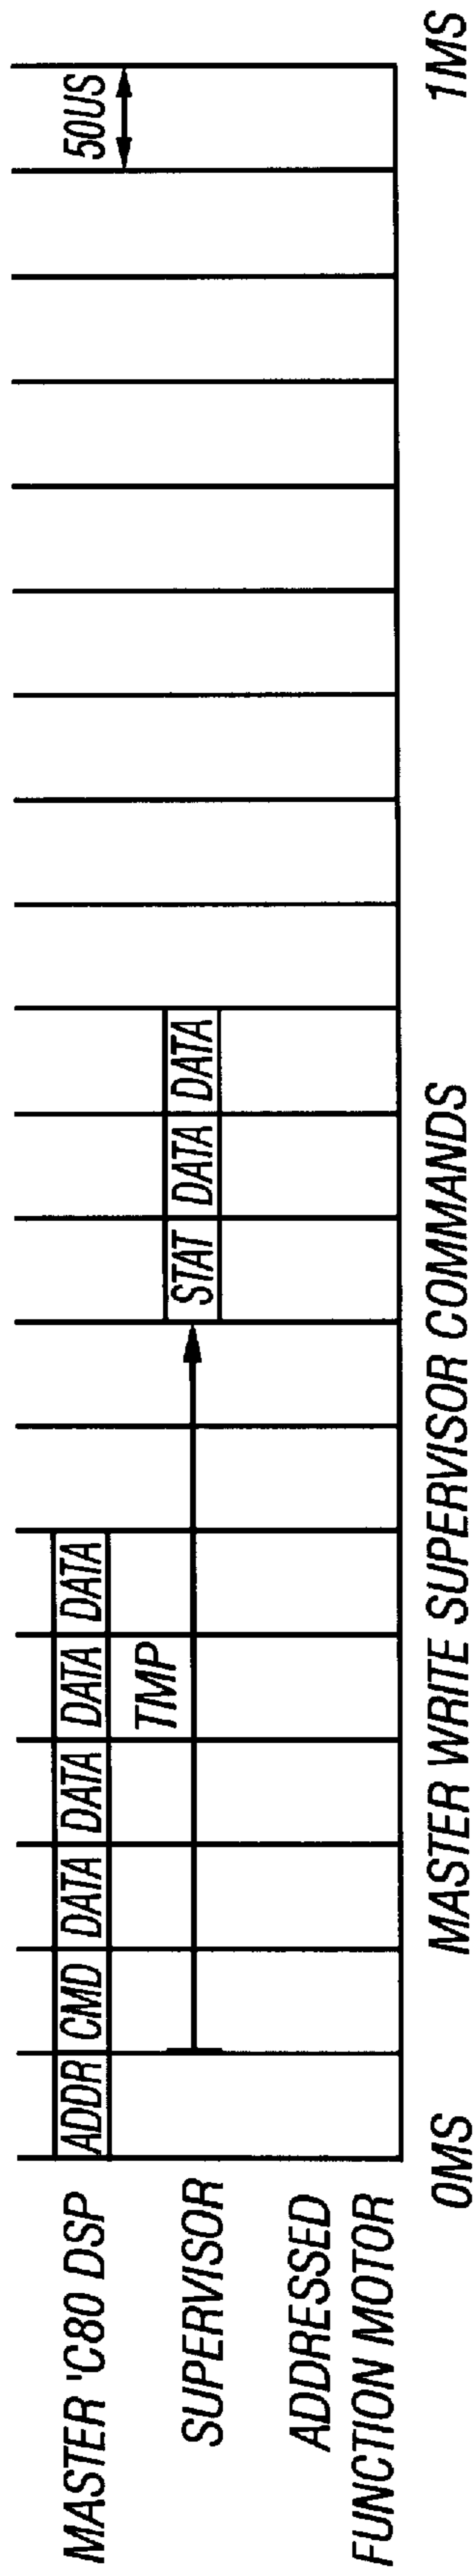 50US
MASTER 'C80 DSP
ADDR CMD DATA DATA DATA DATA
TMP
SUPERVISOR
STAT DATA DATA
ADDRESSED
FUNCTION MOTOR
0MS
MASTER WRITE SUPERVISOR COMMANDS
1MS